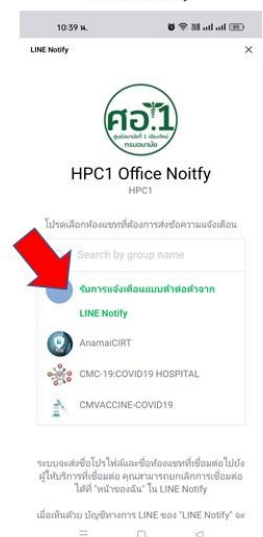 10:39 น.
LINE Notify
ศอ.1
ศูนย์อนามัยที่ 1 เชียงใหม่
กรมอนามัย
HPC1 Office Noitfy
HPC1
โปรดเลือกห้องแชทที่ต้องการส่งข้อความแจ้งเตือน
Search by group name
รับการแจ้งเตือนแบบตัวต่อตัวจาก
LINE Notify
AnamaiCIRT
CMC-19:COVID19 HOSPITAL
CMVACCINE-COVID19
ระบบจะส่งชื่อโปรไฟล์และชื่อห้องแชทที่เชื่อมต่อไปยัง
ผู้ให้บริการที่เชื่อมต่อ คุณสามารถยกเลิกการเชื่อมต่อ
ได้ที่ "หน้าของฉัน" ใน LINE Notify
เมื่อเห็นด้วย บัญชีทางการ LINE ของ "LINE Notify" จะ